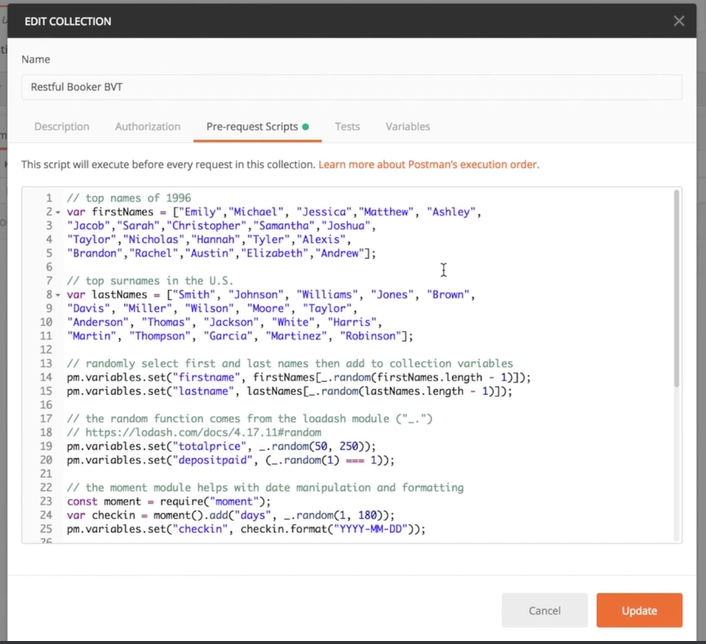 EDIT COLLECTION
Name
Restful Booker BVT
Description Authorization Pre-request Scripts Tests Variables
This script will execute before every request in this collection. Learn more about Postman's execution order.
1 // top names of 1996
2 var firstNames = ["Emily","Michael", "Jessica","Matthew", "Ashley",
3 "Jacob","Sarah","Christopher","Samantha","Joshua",
4 "Taylor","Nicholas","Hannah","Tyler","Alexis",
5 "Brandon","Rachel","Austin","Elizabeth","Andrew"];
6
7 // top surnames in the U.S.
8 var lastNames = ["Smith", "Johnson", "Williams", "Jones", "Brown",
9 "Davis", "Miller", "Wilson", "Moore", "Taylor",
10 "Anderson", "Thomas", "Jackson", "White", "Harris",
11 "Martin", "Thompson", "Garcia", "Martinez", "Robinson"];
12
13 // randomly select first and last names then add to collection variables
14 pm.variables.set("firstname", firstNames[_.random(firstNames.length - 1)]);
15 pm.variables.set("lastname", lastNames[_.random(lastNames.length - 1)]);
16
17 // the random function comes from the loadash module ("_.")
18 // https://lodash.com/docs/4.17.11#random
19 pm.variables.set("totalprice", _.random(50, 250));
20 pm.variables.set("depositpaid", (_.random(1) === 1));
21
22 // the moment module helps with date manipulation and formatting
23 const moment = require("moment");
24 var checkin = moment().add("days", _.random(1, 180));
25 pm.variables.set("checkin", checkin.format("YYYY-MM-DD"));
26
Cancel Update